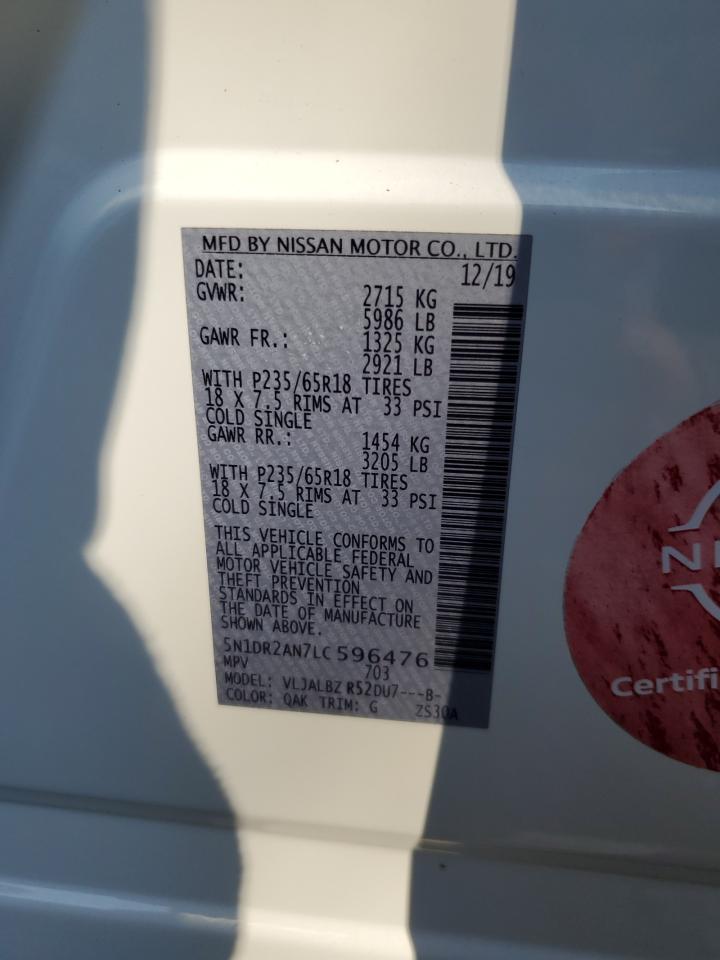 MFD BY NISSAN MOTOR CO., LTD.
DATE: 12/19
GVWR: 2715 KG
5986 LB
GAWR FR.: 1325 KG
2921 LB
WITH P235/65R18 TIRES
18 X 7.5 RIMS AT 33 PSI
COLD SINGLE
GAWR RR.: 1454 KG
3205 LB
WITH P235/65R18 TIRES
18 X 7.5 RIMS AT 33 PSI
COLD SINGLE
THIS VEHICLE CONFORMS TO
ALL APPLICABLE FEDERAL
MOTOR VEHICLE SAFETY AND
THEFT PREVENTION
STANDARDS IN EFFECT ON
THE DATE OF MANUFACTURE
SHOWN ABOVE.
5N1DR2AN7LC596476
MPV 703
MODEL: VLJALBZ R52DU7---B-
COLOR: QAK TRIM: G ZS30A